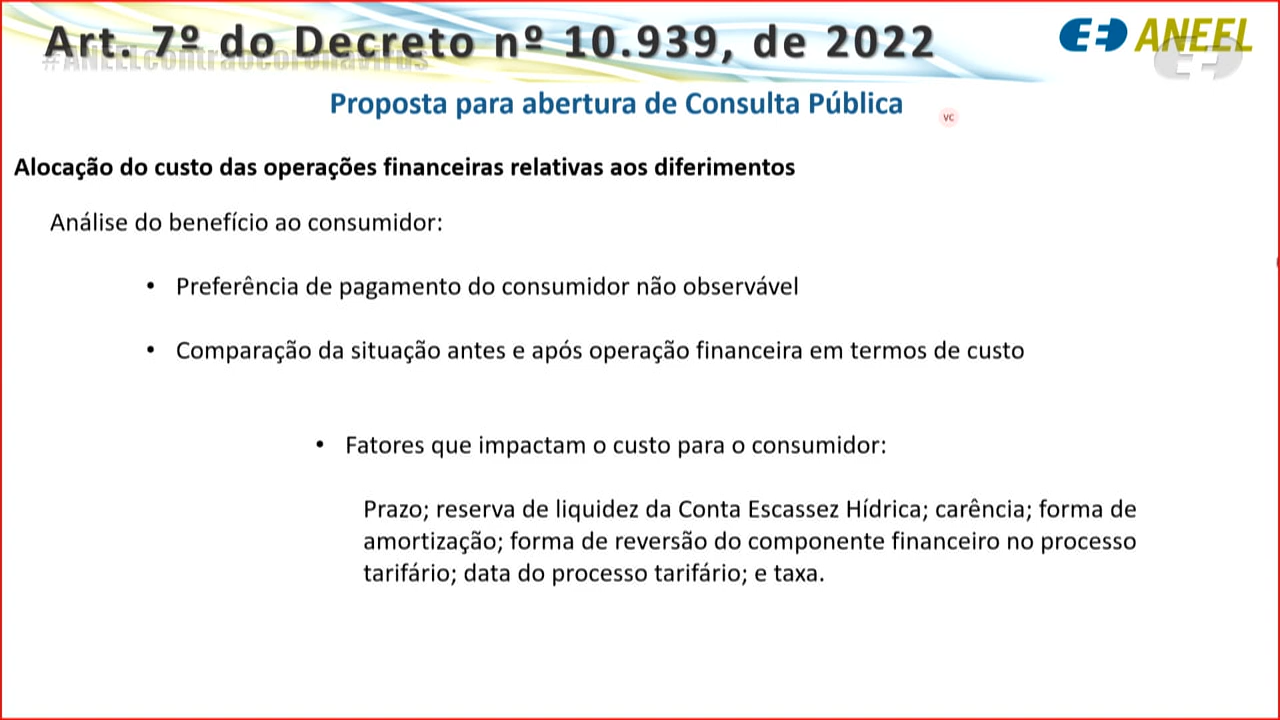 Art. 7º do Decreto nº 10.939, de 2022
ANEEL
#ANEELcontraocoronavírus
Proposta para abertura de Consulta Pública
VC
Alocação do custo das operações financeiras relativas aos diferimentos
Análise do benefício ao consumidor:
• Preferência de pagamento do consumidor não observável
• Comparação da situação antes e após operação financeira em termos de custo
• Fatores que impactam o custo para o consumidor:
Prazo; reserva de liquidez da Conta Escassez Hídrica; carência; forma de
amortização; forma de reversão do componente financeiro no processo
tarifário; data do processo tarifário; e taxa.